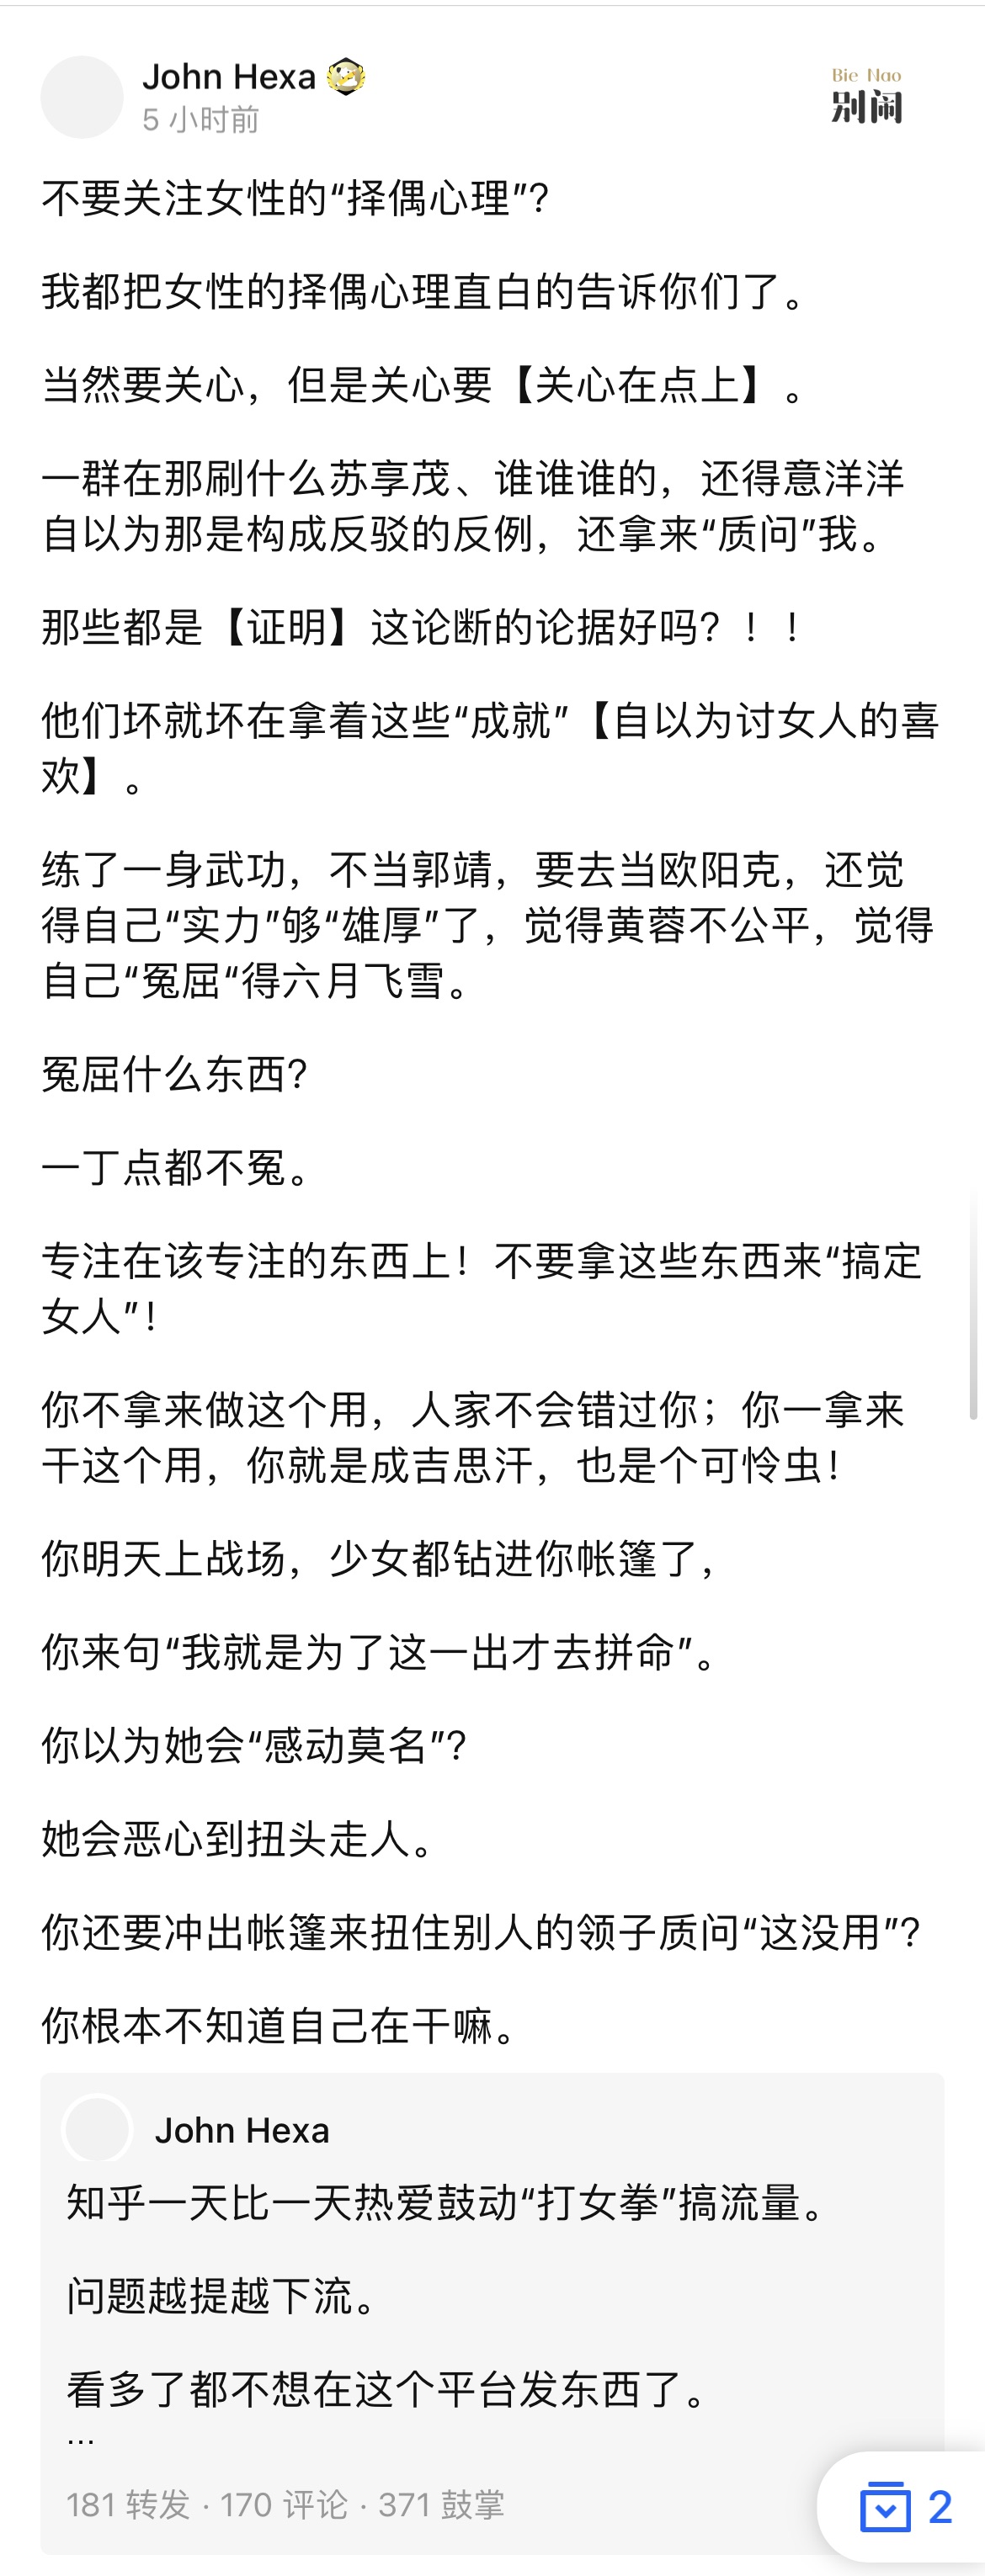 John Hexa
5 小时前
Bie Nao
别闹
不要关注女性的“择偶心理”?
我都把女性的择偶心理直白的告诉你们了。
当然要关心，但是关心要【关心在点上】。
一群在那刷什么苏享茂、谁谁谁的，还得意洋洋
自以为那是构成反驳的反例，还拿来“质问”我。
那些都是【证明】这论断的论据好吗？！！
他们坏就坏在拿着这些“成就”【自以为讨女人的喜
欢】。
练了一身武功，不当郭靖，要去当欧阳克，还觉
得自己“实力”够“雄厚”了，觉得黄蓉不公平，觉得
自己“冤屈“得六月飞雪。
冤屈什么东西?
一丁点都不冤。
专注在该专注的东西上！不要拿这些东西来“搞定
女人”！
你不拿来做这个用，人家不会错过你；你一拿来
干这个用，你就是成吉思汗，也是个可怜虫！
你明天上战场，少女都钻进你帐篷了，
你来句“我就是为了这一出才去拼命”。
你以为她会“感动莫名”?
她会恶心到扭头走人。
你还要冲出帐篷来扭住别人的领子质问“这没用”?
你根本不知道自己在干嘛。
John Hexa
知乎一天比一天热爱鼓动“打女拳”搞流量。
问题越提越下流。
看多了都不想在这个平台发东西了。
...
181 转发 · 170 评论 · 371 鼓掌
2